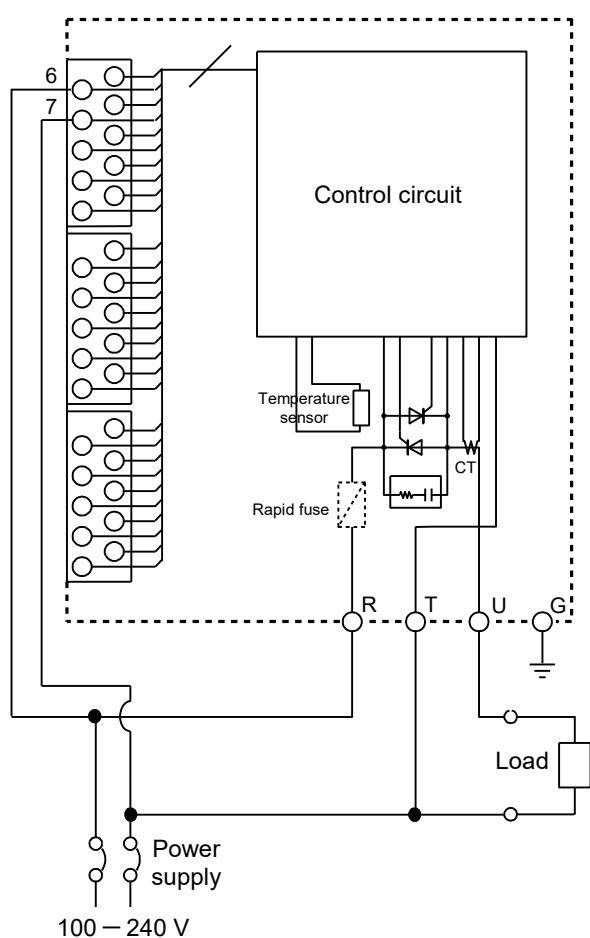 6
7
Control circuit
Temperature
sensor
CT
Rapid fuse
R
T
U
G
Load
Power
supply
100 — 240 V